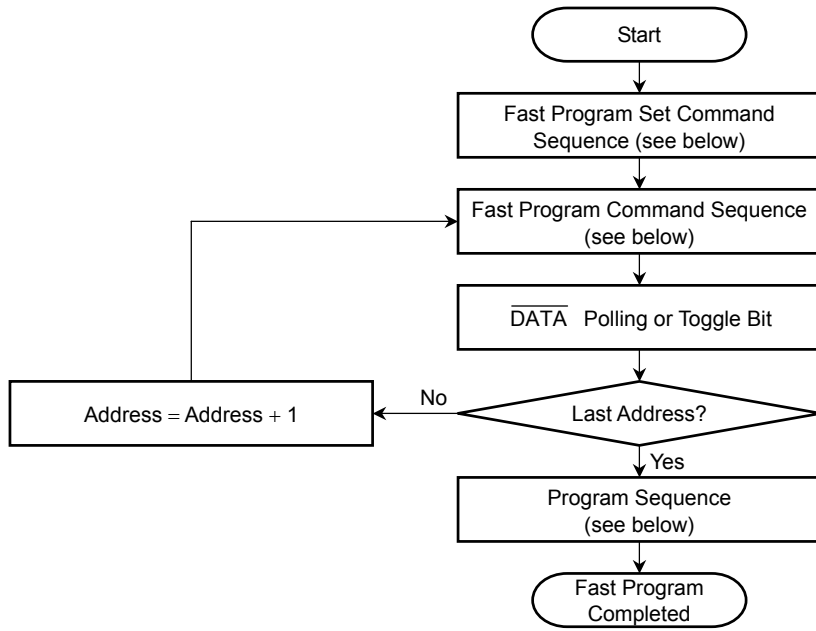 Start
Fast Program Set Command
Sequence (see below)
Fast Program Command Sequence
(see below)
DATA Polling or Toggle Bit
Address = Address + 1
No
Last Address?
Yes
Program Sequence
(see below)
Fast Program
Completed